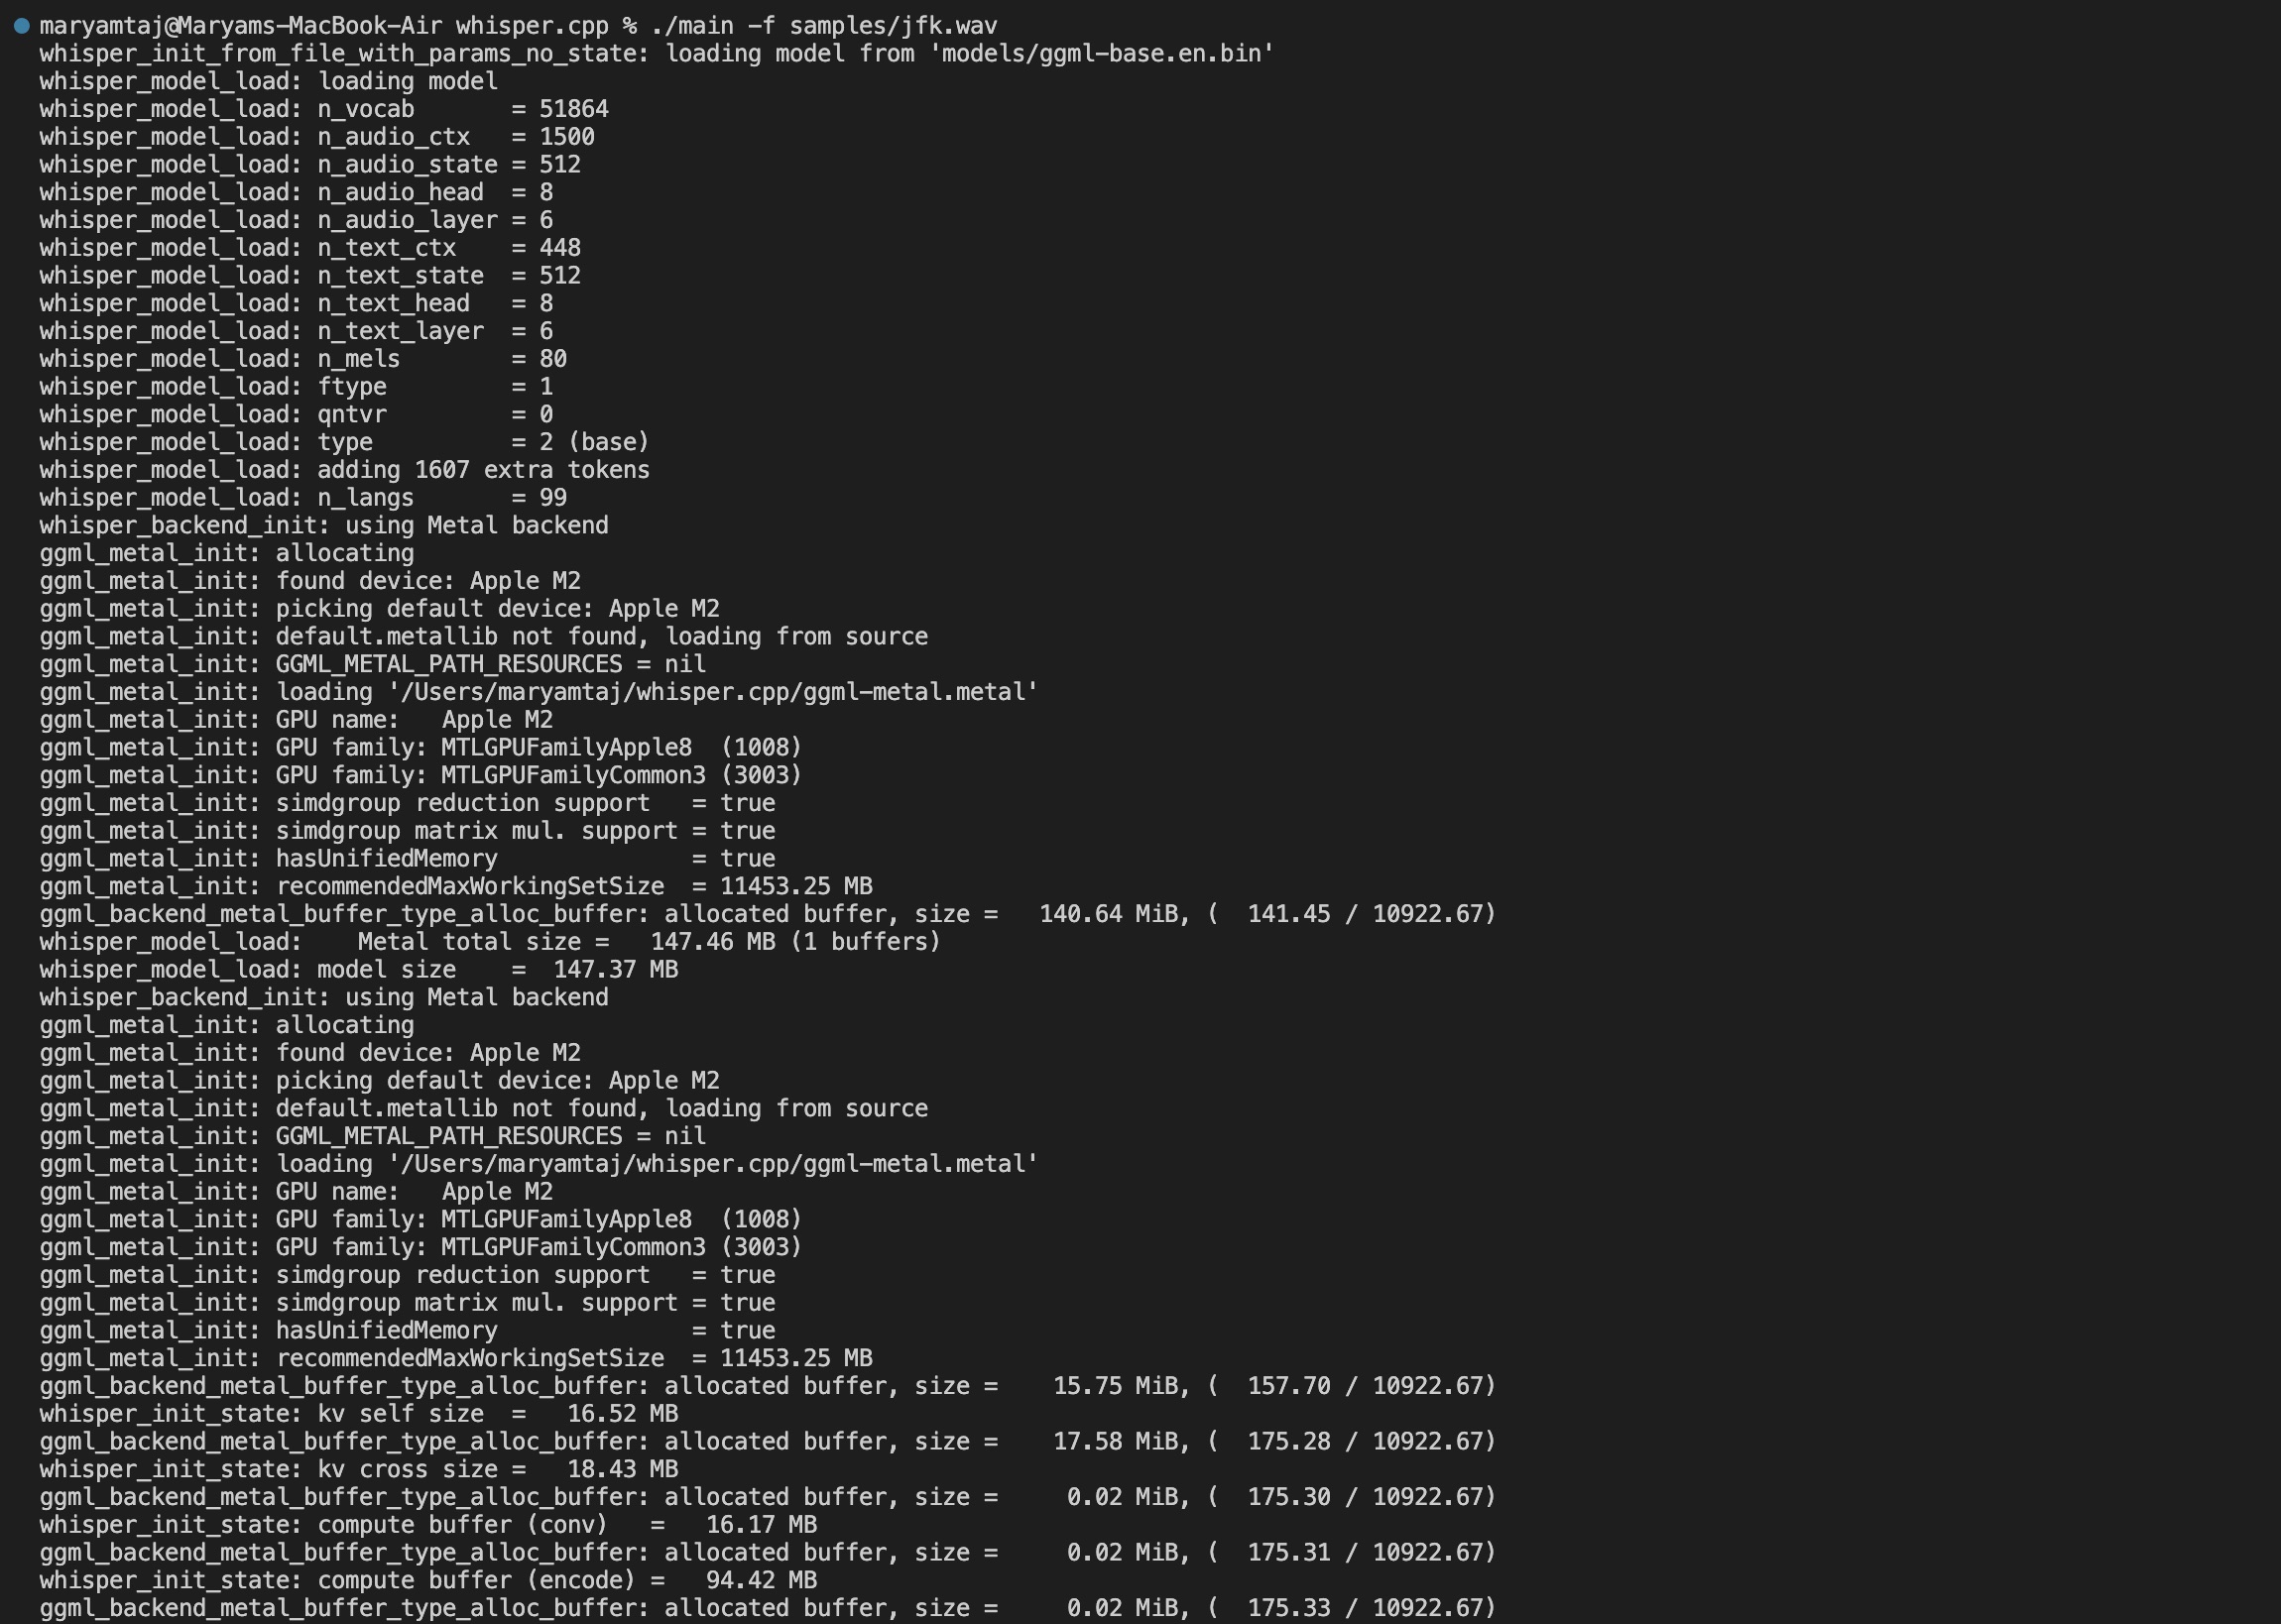 maryamtaj@Maryams-MacBook-Air whisper.cpp % ./main -f samples/jfk.wav
whisper_init_from_file_with_params_no_state: loading model from 'models/ggml-base.en.bin'
whisper_model_load: loading model
whisper_model_load: n_vocab       = 51864
whisper_model_load: n_audio_ctx   = 1500
whisper_model_load: n_audio_state = 512
whisper_model_load: n_audio_head  = 8
whisper_model_load: n_audio_layer = 6
whisper_model_load: n_text_ctx    = 448
whisper_model_load: n_text_state  = 512
whisper_model_load: n_text_head   = 8
whisper_model_load: n_text_layer  = 6
whisper_model_load: n_mels        = 80
whisper_model_load: ftype         = 1
whisper_model_load: qntvr         = 0
whisper_model_load: type          = 2 (base)
whisper_model_load: adding 1607 extra tokens
whisper_model_load: n_langs       = 99
whisper_backend_init: using Metal backend
ggml_metal_init: allocating
ggml_metal_init: found device: Apple M2
ggml_metal_init: picking default device: Apple M2
ggml_metal_init: default.metallib not found, loading from source
ggml_metal_init: GGML_METAL_PATH_RESOURCES = nil
ggml_metal_init: loading '/Users/maryamtaj/whisper.cpp/ggml-metal.metal'
ggml_metal_init: GPU name:   Apple M2
ggml_metal_init: GPU family: MTLGPUFamilyApple8  (1008)
ggml_metal_init: GPU family: MTLGPUFamilyCommon3 (3003)
ggml_metal_init: simdgroup reduction support   = true
ggml_metal_init: simdgroup matrix mul. support = true
ggml_metal_init: hasUnifiedMemory              = true
ggml_metal_init: recommendedMaxWorkingSetSize  = 11453.25 MB
ggml_backend_metal_buffer_type_alloc_buffer: allocated buffer, size =   140.64 MiB, (  141.45 / 10922.67)
whisper_model_load:    Metal total size =   147.46 MB (1 buffers)
whisper_model_load: model size    =  147.37 MB
whisper_backend_init: using Metal backend
ggml_metal_init: allocating
ggml_metal_init: found device: Apple M2
ggml_metal_init: picking default device: Apple M2
ggml_metal_init: default.metallib not found, loading from source
ggml_metal_init: GGML_METAL_PATH_RESOURCES = nil
ggml_metal_init: loading '/Users/maryamtaj/whisper.cpp/ggml-metal.metal'
ggml_metal_init: GPU name:   Apple M2
ggml_metal_init: GPU family: MTLGPUFamilyApple8  (1008)
ggml_metal_init: GPU family: MTLGPUFamilyCommon3 (3003)
ggml_metal_init: simdgroup reduction support   = true
ggml_metal_init: simdgroup matrix mul. support = true
ggml_metal_init: hasUnifiedMemory              = true
ggml_metal_init: recommendedMaxWorkingSetSize  = 11453.25 MB
ggml_backend_metal_buffer_type_alloc_buffer: allocated buffer, size =    15.75 MiB, (  157.70 / 10922.67)
whisper_init_state: kv self size  =   16.52 MB
ggml_backend_metal_buffer_type_alloc_buffer: allocated buffer, size =    17.58 MiB, (  175.28 / 10922.67)
whisper_init_state: kv cross size =   18.43 MB
ggml_backend_metal_buffer_type_alloc_buffer: allocated buffer, size =     0.02 MiB, (  175.30 / 10922.67)
whisper_init_state: compute buffer (conv)   =   16.17 MB
ggml_backend_metal_buffer_type_alloc_buffer: allocated buffer, size =     0.02 MiB, (  175.31 / 10922.67)
whisper_init_state: compute buffer (encode) =   94.42 MB
ggml_backend_metal_buffer_type_alloc_buffer: allocated buffer, size =     0.02 MiB, (  175.33 / 10922.67)